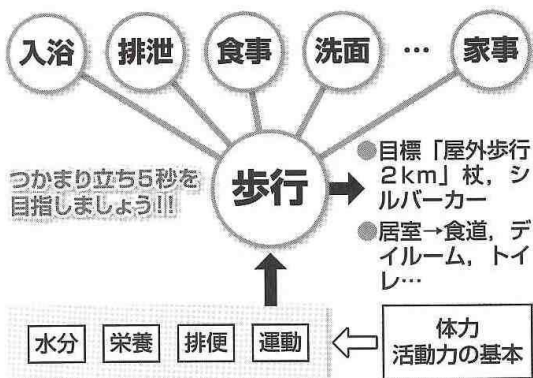 入浴
排泄
食事
洗面
…
家事
つかまり立ち5秒を
目指しましょう!!
歩行
●目標「屋外歩行
2km」杖，シ
ルバーカー
●居室→食道，デ
イルーム，トイ
レ…
水分
栄養
排便
運動
体力
活動力の基本